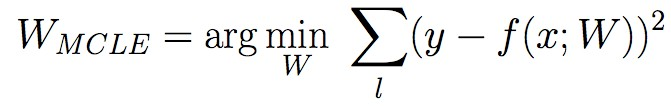 W_{MCLE} = \arg\min_{W} \sum_{l} (y - f(x; W))^2